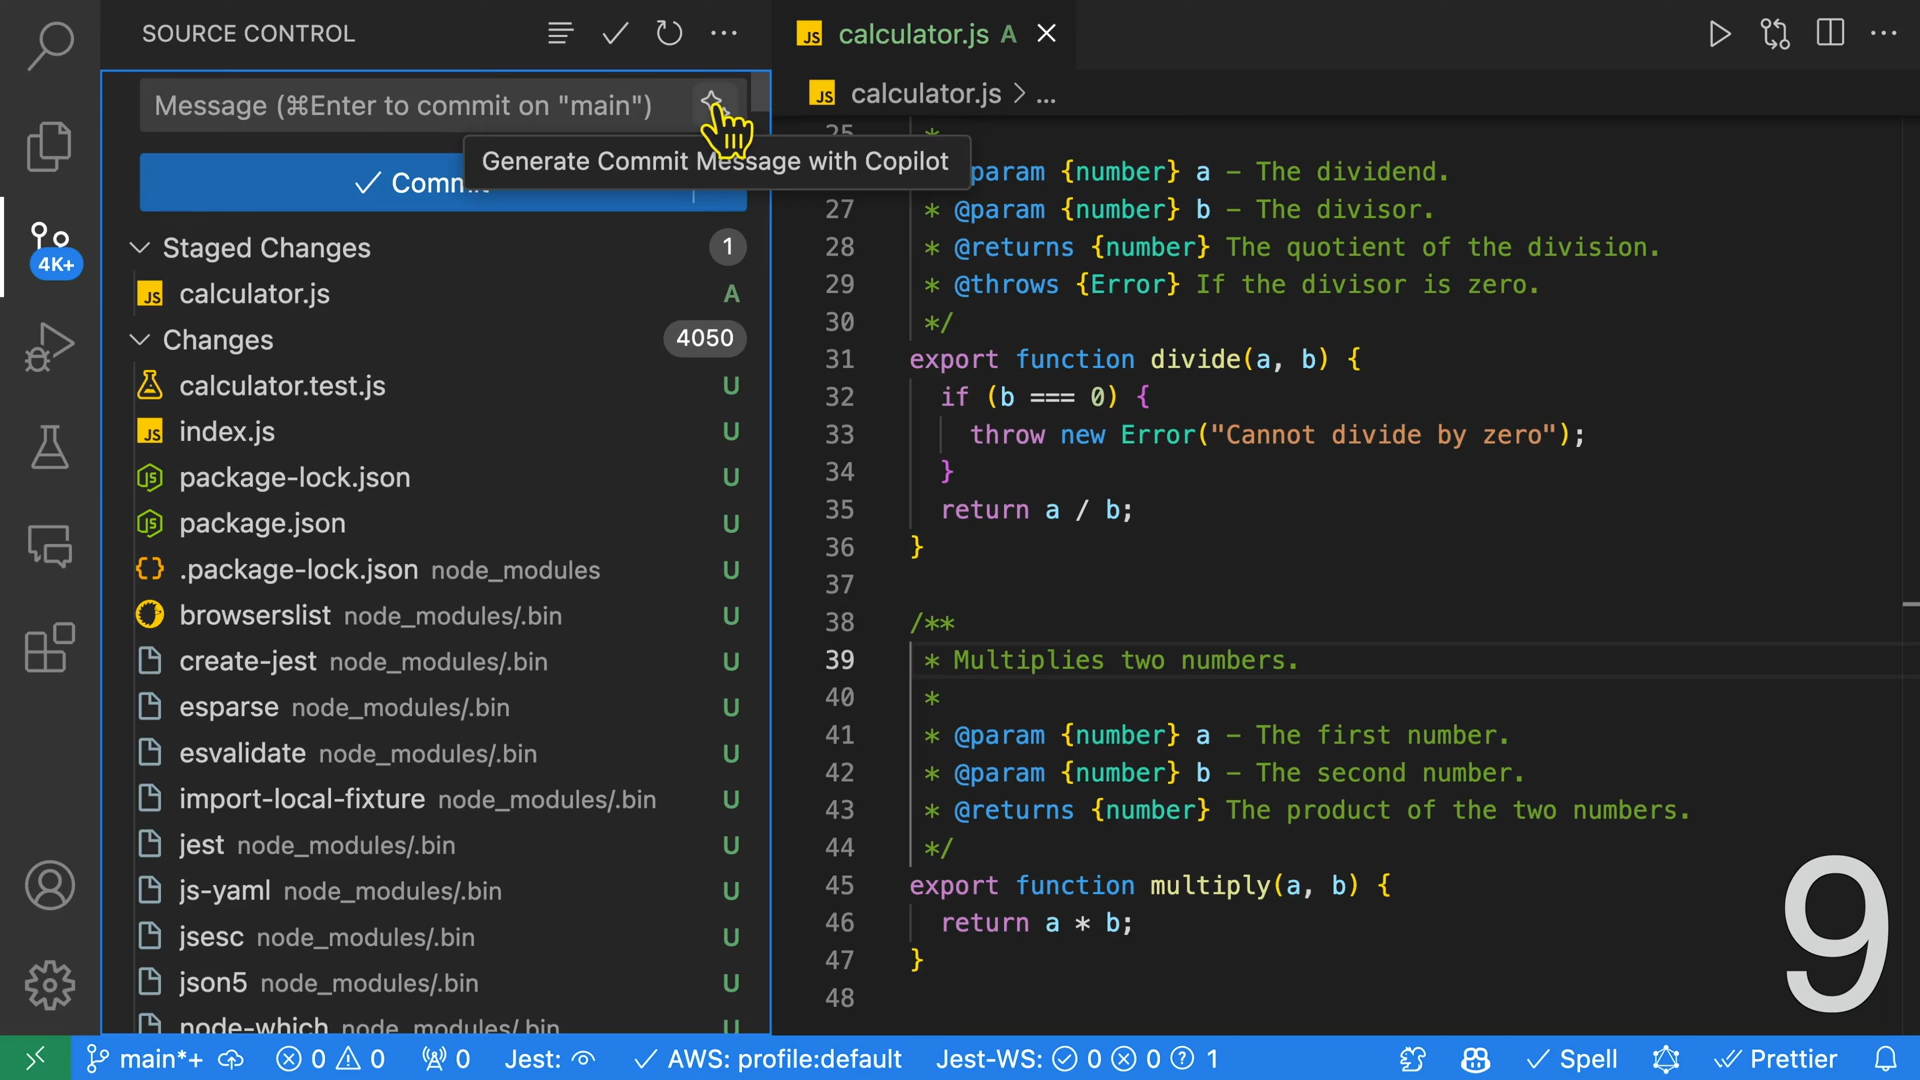 SOURCE CONTROL
Message (⌘Enter to commit on "main")
Generate Commit Message with Copilot
✓ Commit
Staged Changes 1
JS calculator.js A
Changes 4050
calculator.test.js U
JS index.js U
package-lock.json U
package.json U
{} .package-lock.json node_modules U
browserslist node_modules/.bin U
create-jest node_modules/.bin U
esparse node_modules/.bin U
esvalidate node_modules/.bin U
import-local-fixture node_modules/.bin U
jest node_modules/.bin U
js-yaml node_modules/.bin U
jsesc node_modules/.bin U
json5 node_modules/.bin U
node-which node_modules/.bin U
4K+
JS calculator.js A
JS calculator.js > ...
25 *
param {number} a - The dividend.
27 * @param {number} b - The divisor.
28 * @returns {number} The quotient of the division.
29 * @throws {Error} If the divisor is zero.
30 */
31 export function divide(a, b) {
32 if (b === 0) {
33 throw new Error("Cannot divide by zero");
34 }
35 return a / b;
36 }
37
38 /**
39 * Multiplies two numbers.
40 *
41 * @param {number} a - The first number.
42 * @param {number} b - The second number.
43 * @returns {number} The product of the two numbers.
44 */
45 export function multiply(a, b) {
46 return a * b;
47 }
48
9
main*+ 0 0 0 Jest: ✓ AWS: profile:default Jest-WS: 0 0 1 ✓ Spell Prettier